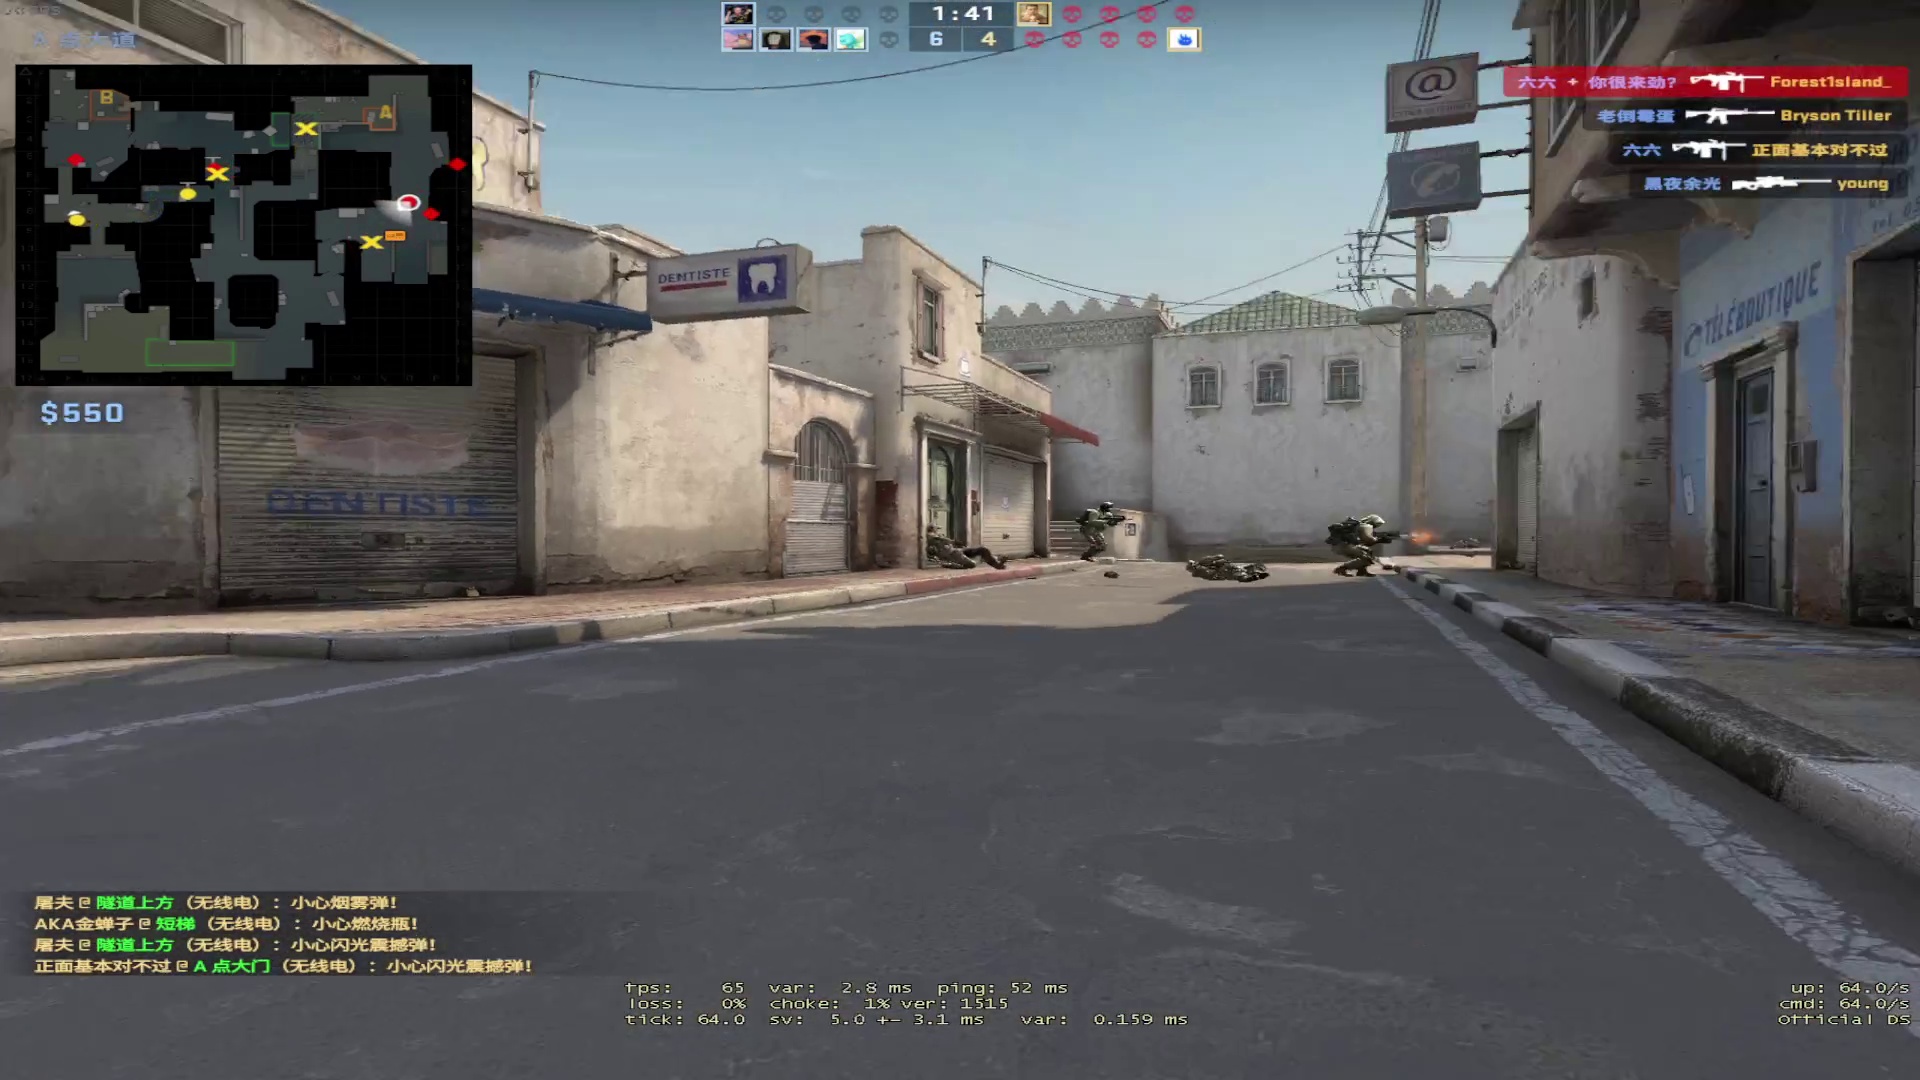 A 点大道
1:41
6 4
B
A
$550
六六 + 你很来劲? Forest1sland_
老倒霉蛋 Bryson Tiller
六六 正面基本对不过
黑夜余光 young
@
DENTISTE
DENTISTE
TÉLÉBOUTIQUE
屠夫 @ 隧道上方 (无线电) : 小心烟雾弹!
AKA金蝉子 @ 短梯 (无线电) : 小心燃烧瓶!
屠夫 @ 隧道上方 (无线电) : 小心闪光震撼弹!
正面基本对不过 @ A 点大门 (无线电) : 小心闪光震撼弹!
fps: 65 var: 2.8 ms ping: 52 ms
loss: 0% choke: 1% ver: 1515
tick: 64.0 sv: 5.0 +- 3.1 ms var: 0.159 ms
up: 64.0/s
cmd: 64.0/s
Official DS